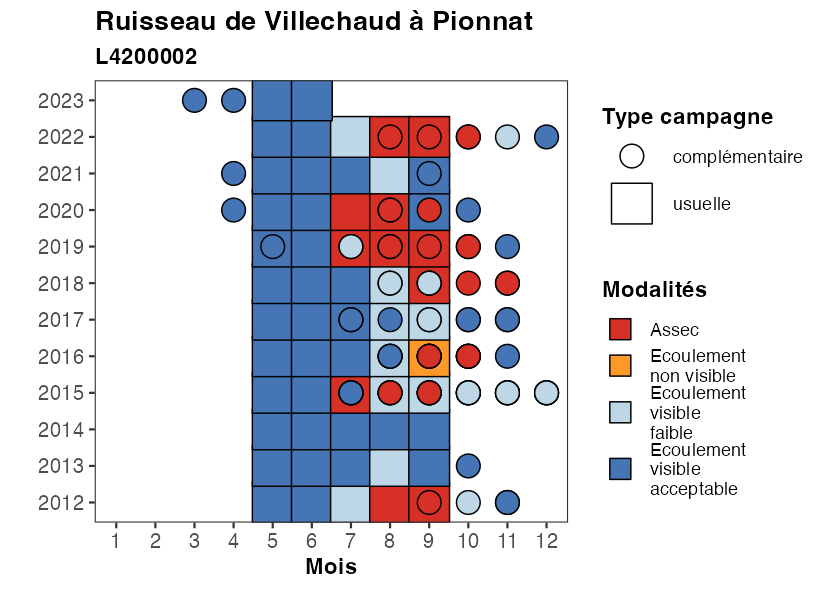 Ruisseau de Villechaud à Pionnat
L4200002
2023
2022
2021
2020
2019
2018
2017
2016
2015
2014
2013
2012
1 2 3 4 5 6 7 8 9 10 11 12
Mois
Type campagne
complémentaire
usuelle
Modalités
Assec
Ecoulement
non visible
Ecoulement
visible
faible
Ecoulement
visible
acceptable